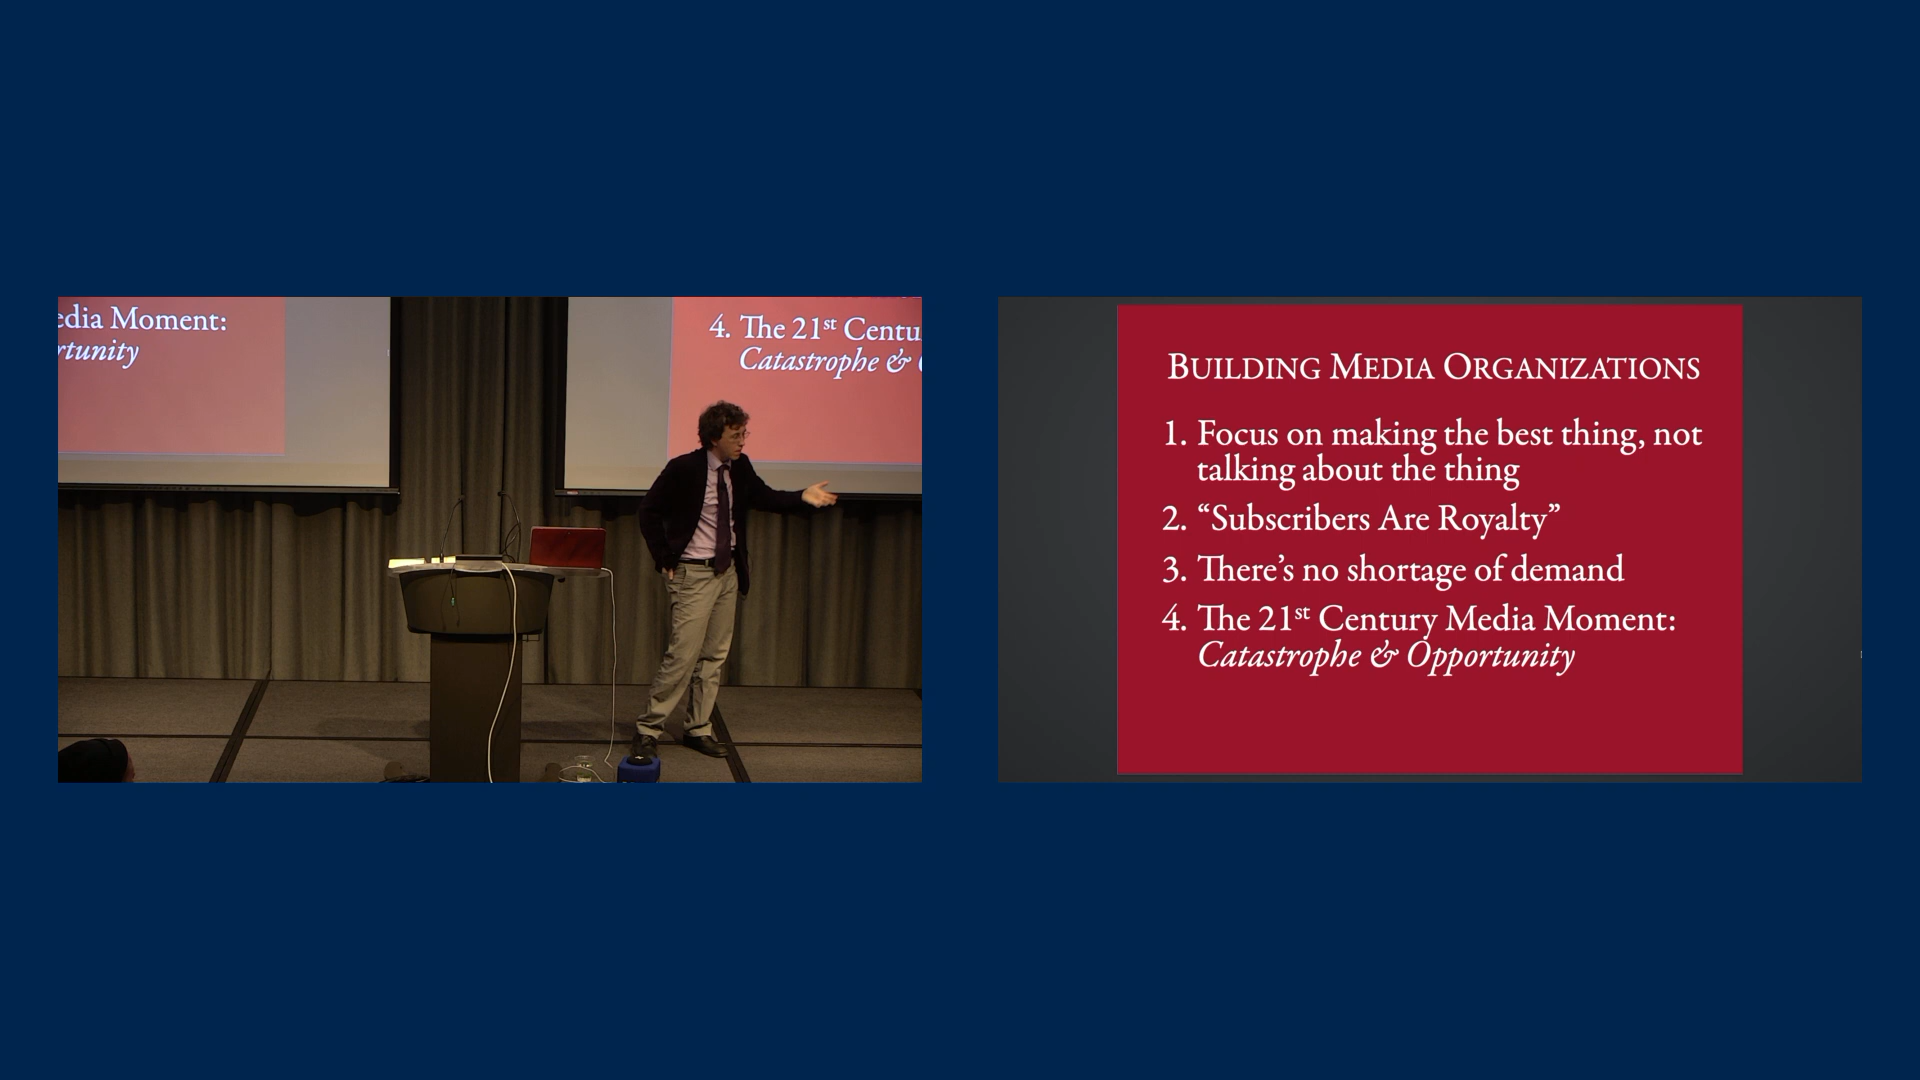 edia Moment:
rtunity
4. The 21st Centu
Catastrophe &
BUILDING MEDIA ORGANIZATIONS
1. Focus on making the best thing, not
talking about the thing
2. “Subscribers Are Royalty”
3. There’s no shortage of demand
4. The 21st Century Media Moment:
Catastrophe & Opportunity